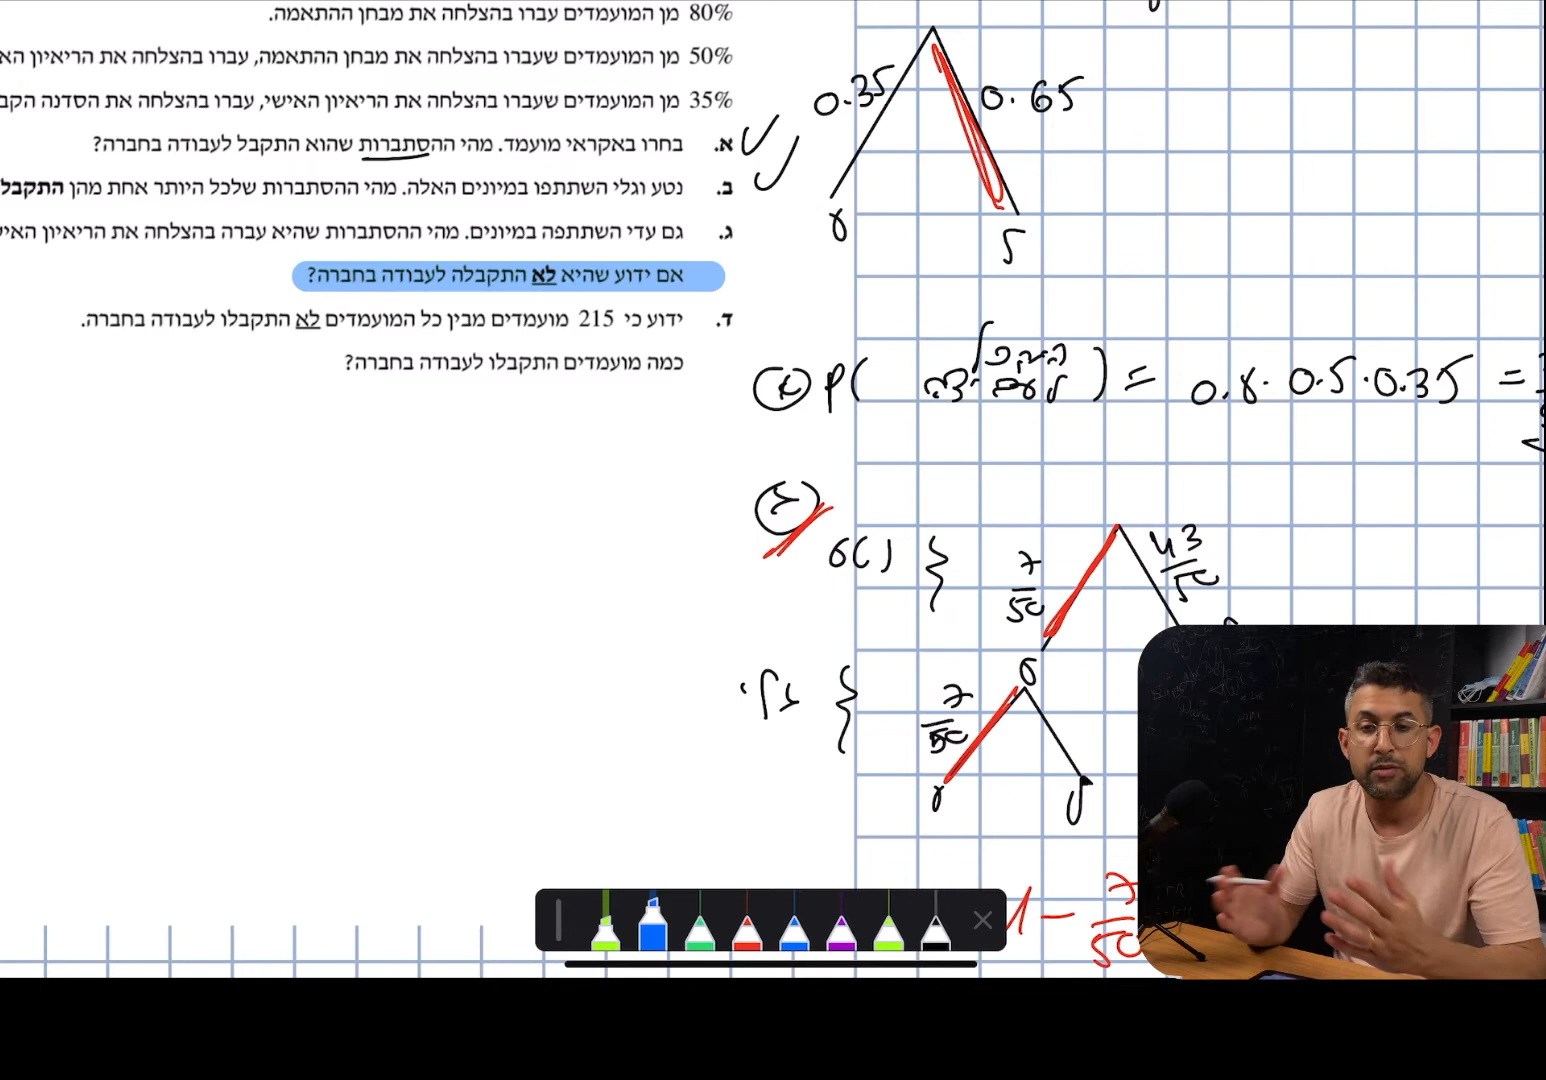 80% מן המועמדים עברו בהצלחה את מבחן ההתאמה.
50% מן המועמדים שעברו בהצלחה את מבחן ההתאמה, עברו בהצלחה את הריאיון הא
35% מן המועמדים שעברו בהצלחה את הריאיון האישי, עברו בהצלחה את הסדנה הקב
א. בחרו באקראי מועמד. מהי ההסתברות שהוא התקבל לעבודה בחברה?
ב. נטע וגלי השתתפו במיונים האלה. מהי ההסתברות שלכל היותר אחת מהן התקבל
ג. גם עדי השתתפה במיונים. מהי ההסתברות שהיא עברה בהצלחה את הריאיון האי
אם ידוע שהיא לא התקבלה לעבודה בחברה?
ד. ידוע כי 215 מועמדים מבין כל המועמדים לא התקבלו לעבודה בחברה.
כמה מועמדים התקבלו לעבודה בחברה?
0.35 0.65
א P( ) = 0.8 · 0.5 · 0.35 =
ב
7/50 43/50
גלי
7/50
1 - 7/50